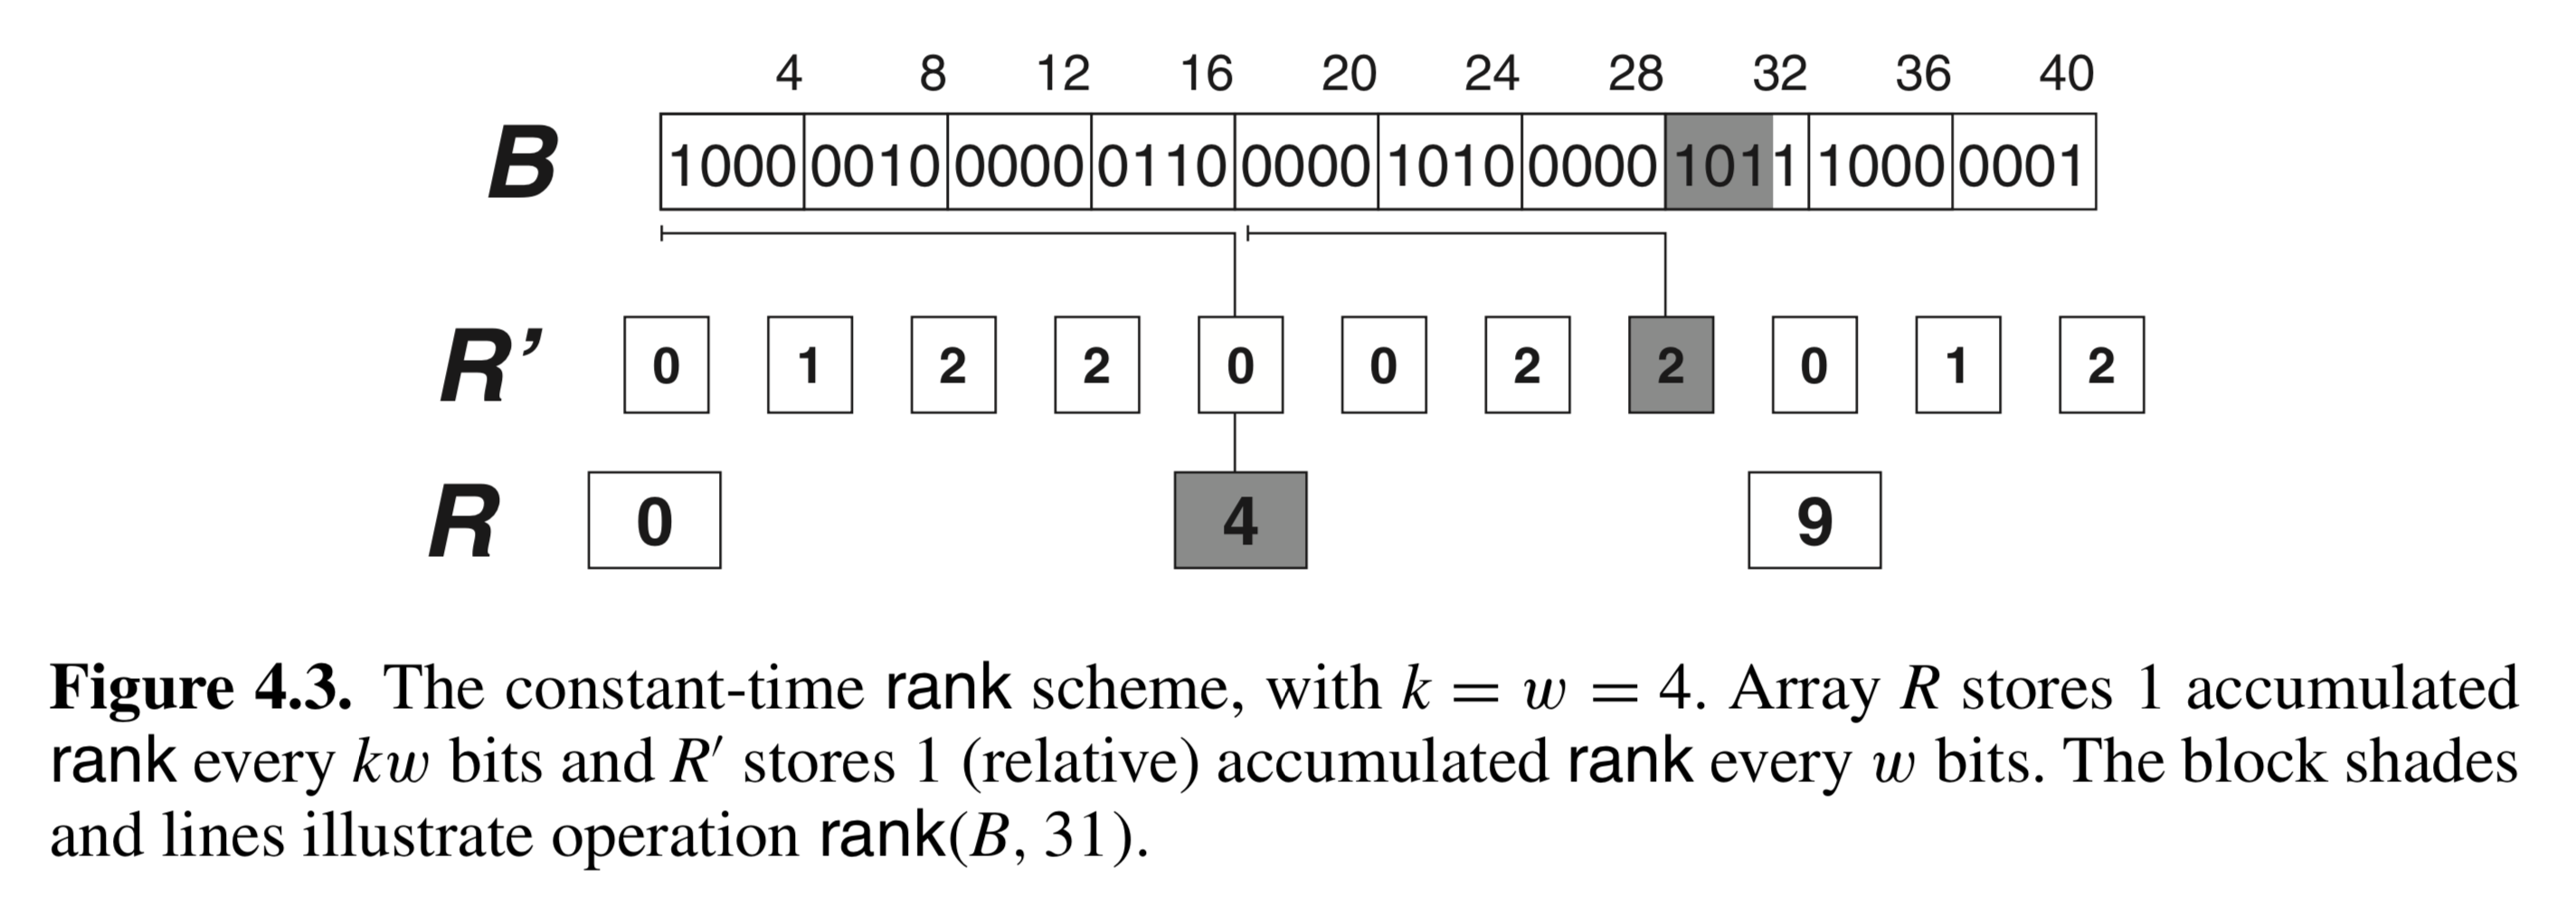 4 8 12 16 20 24 28 32 36 40
B 1000 0010 0000 0110 0000 1010 0000 1011 1000 0001
R’ 0 1 2 2 0 0 2 2 0 1 2
R 0 4 9
Figure 4.3. The constant-time rank scheme, with k = w = 4. Array R stores 1 accumulated
rank every kw bits and R′ stores 1 (relative) accumulated rank every w bits. The block shades
and lines illustrate operation rank(B, 31).